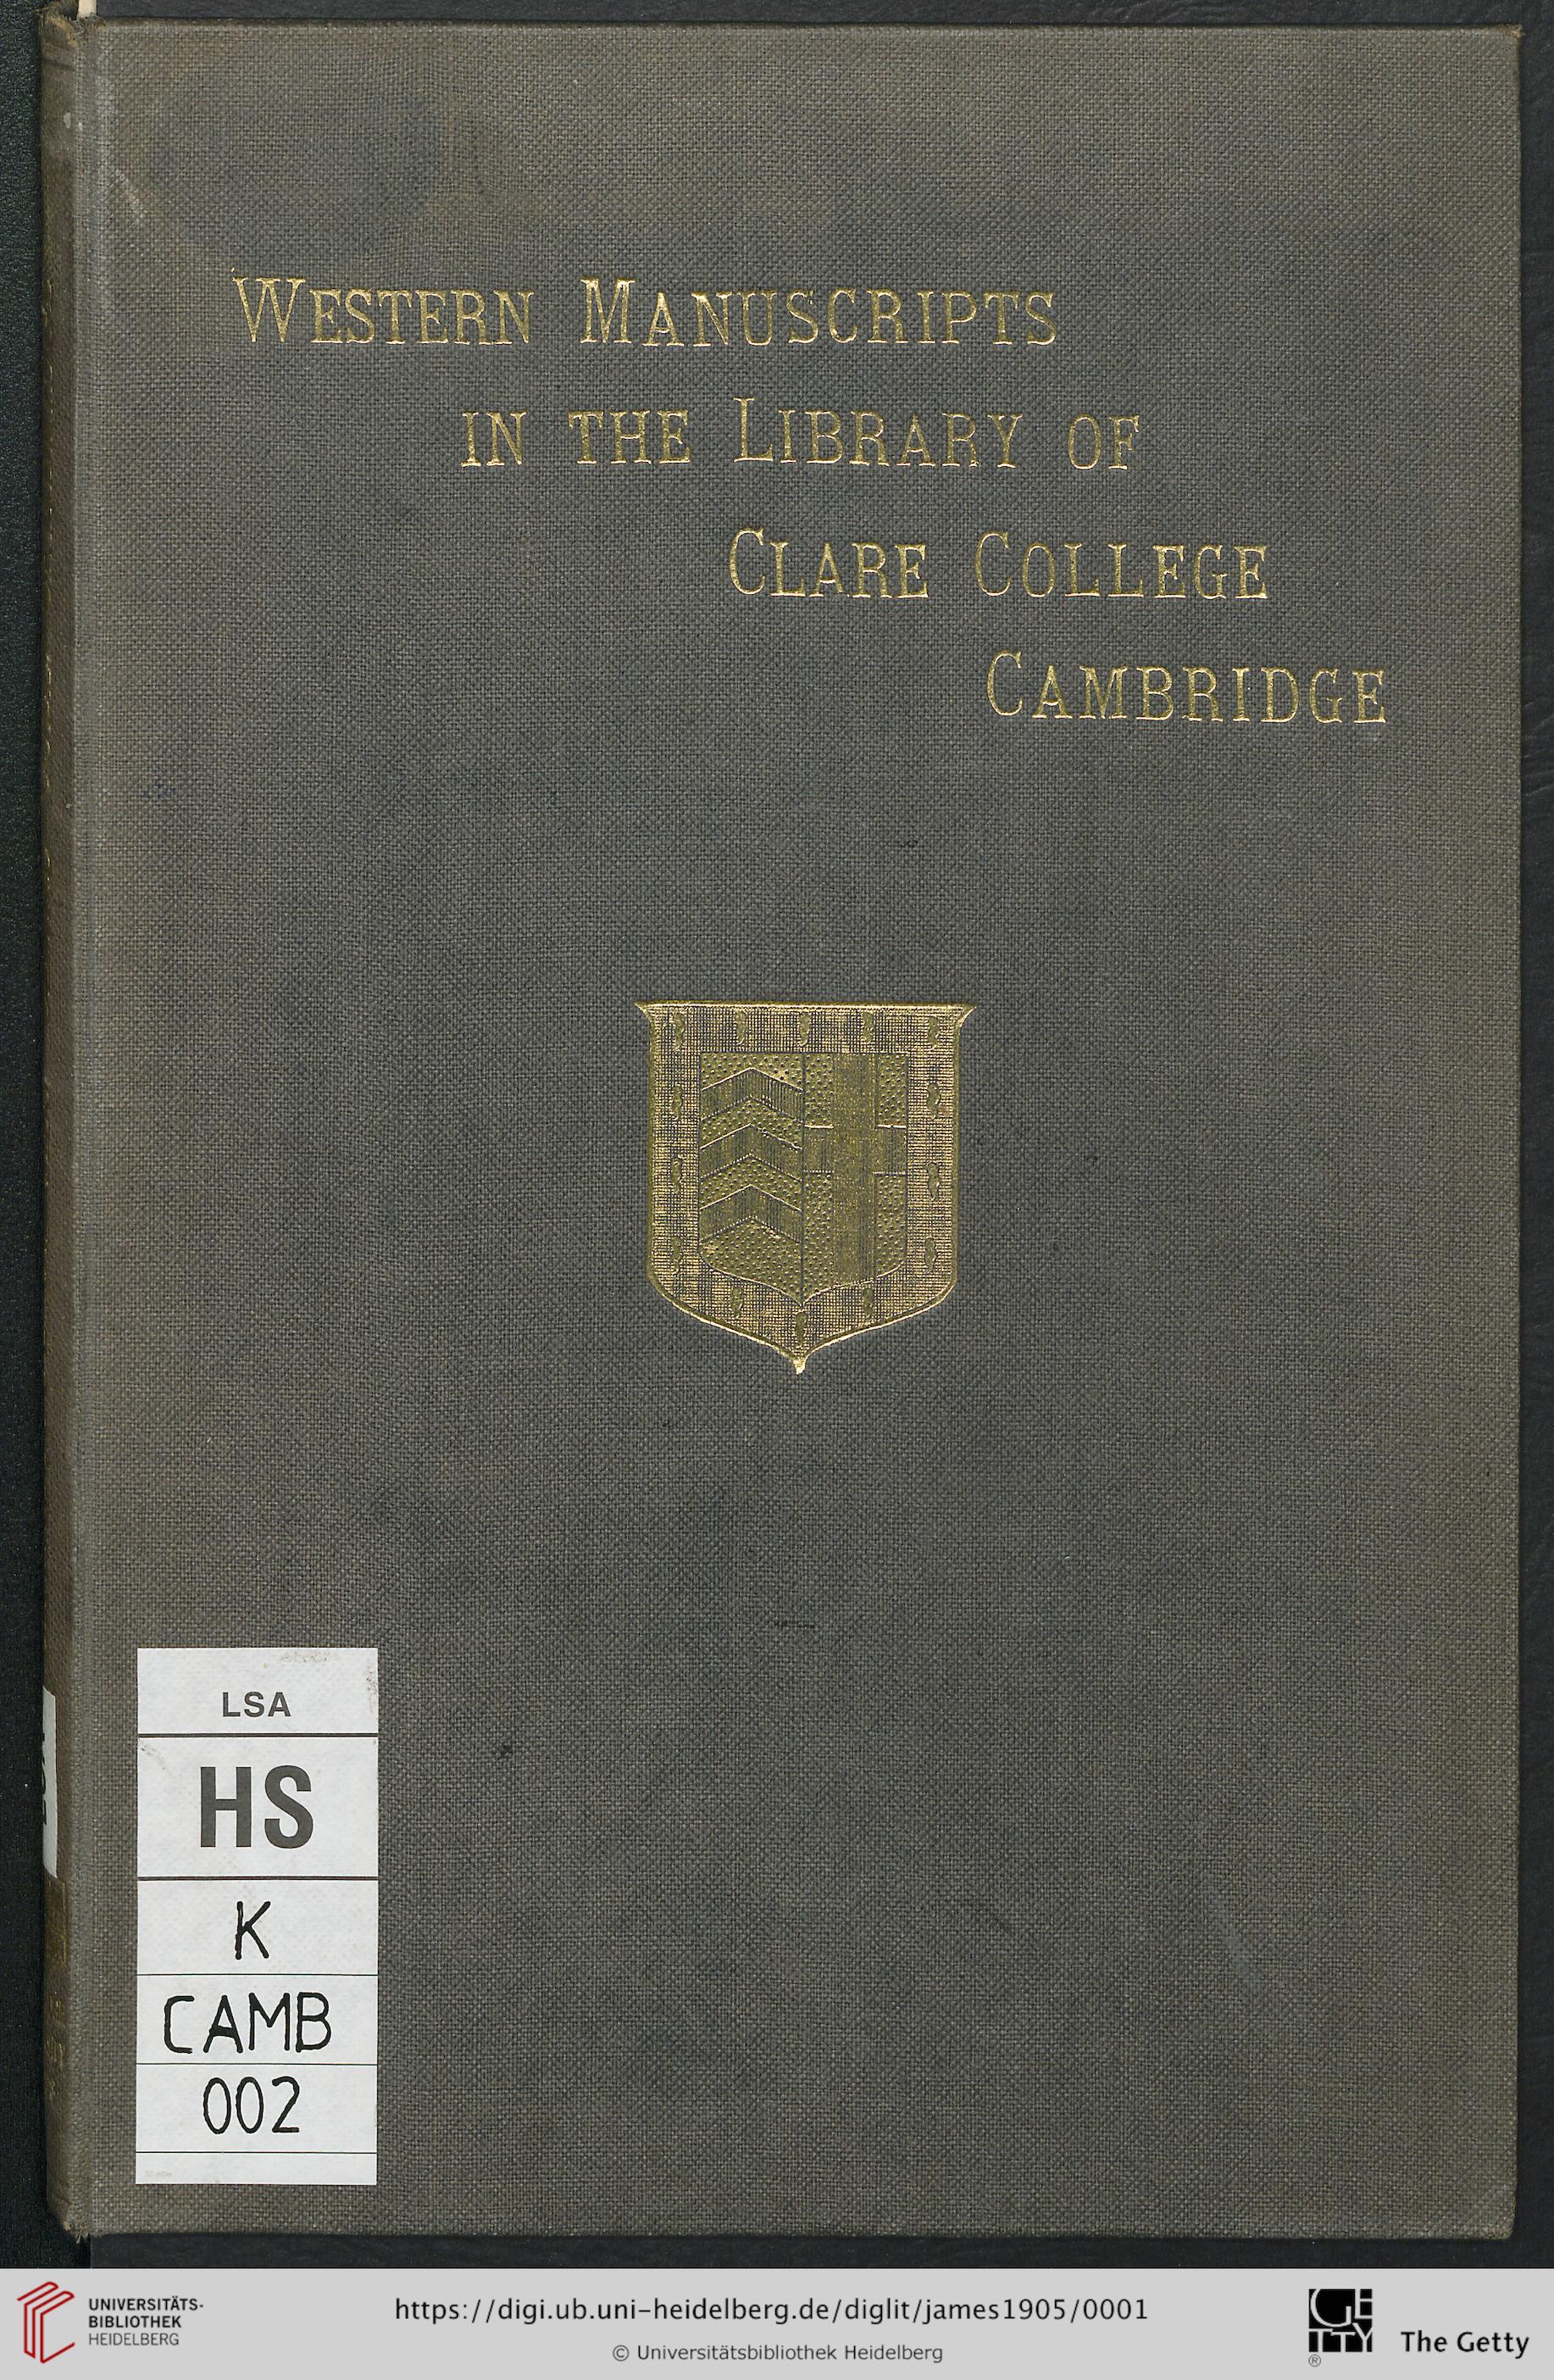 WESTERN MANUSCRIPTS
IN THE LIBRARY OF
CLARE COLLEGE
CAMBRIDGE
LSA
HS
K
CAMB
002
UNIVERSITÄTS-
BIBLIOTHEK
HEIDELBERG
https://digi.ub.uni-heidelberg.de/diglit/james1905/0001
© Universitätsbibliothek Heidelberg
GETTY
®
The Getty